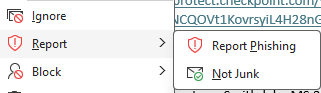 protect.checkpoint.com/
Ignore
NCQOVt1KovrsyiL4H28nG
Report
Report Phishing
Block
Not Junk